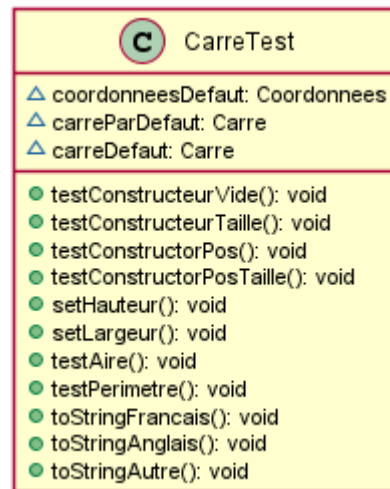 C CarreTest
coordonneesDefaut: Coordonnees
carreParDefaut: Carre
carreDefaut: Carre
testConstructeurVide(): void
testConstructeurTaille(): void
testConstructorPos(): void
testConstructorPosTaille(): void
setHauteur(): void
setLargeur(): void
testAire(): void
testPerimetre(): void
toStringFrancais(): void
toStringAnglais(): void
toStringAutre(): void